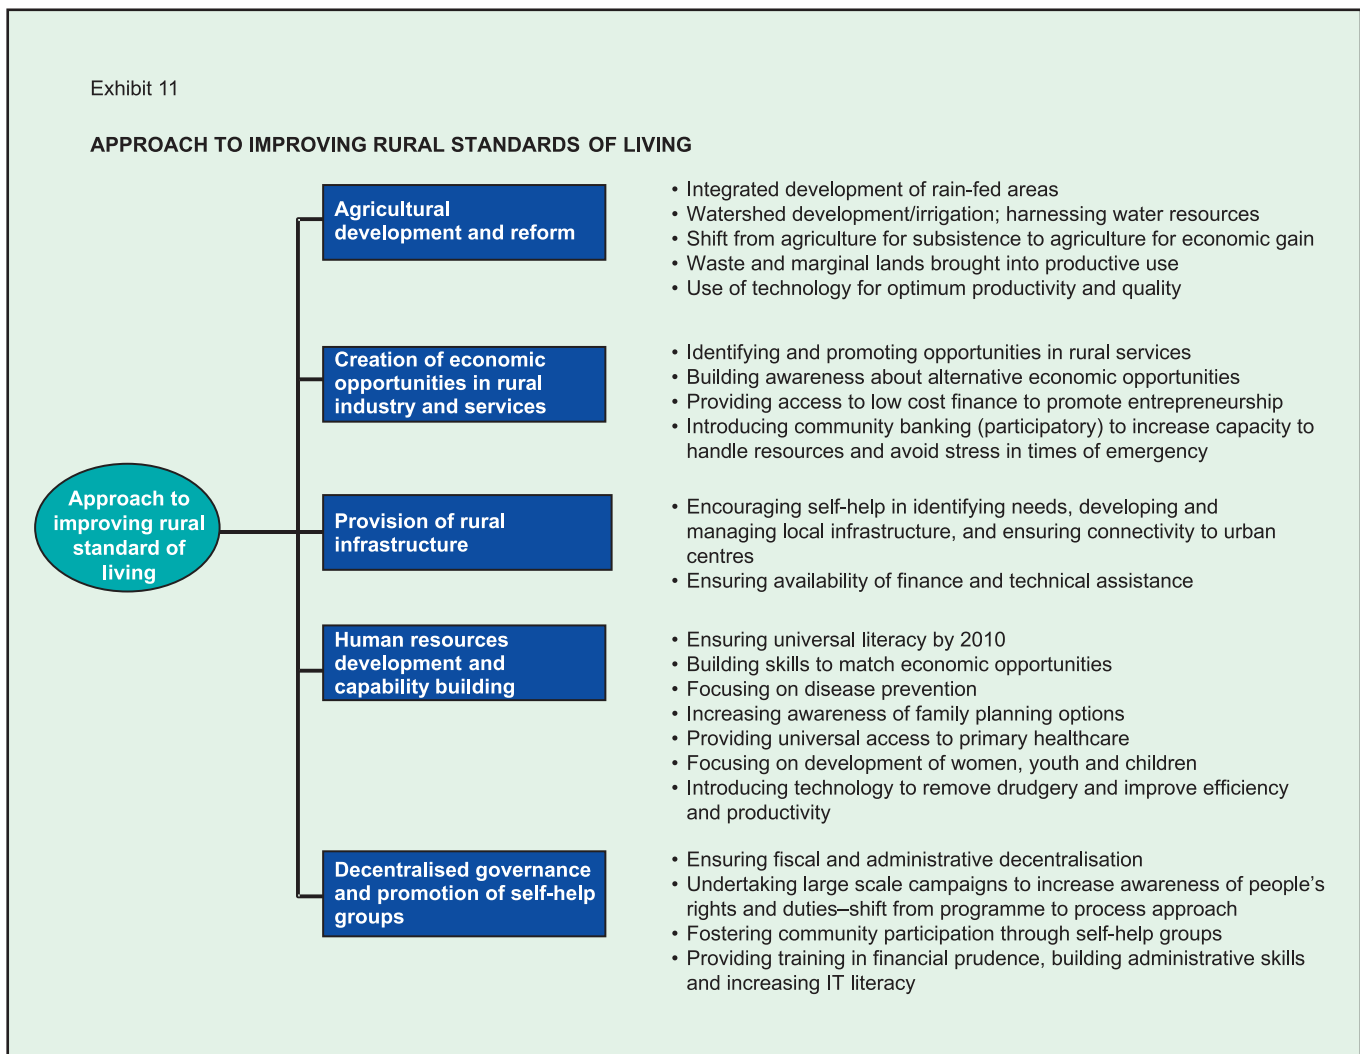 Exhibit 11
APPROACH TO IMPROVING RURAL STANDARDS OF LIVING
Approach to
improving rural
standard of
living
Agricultural
development and reform
• Integrated development of rain-fed areas
• Watershed development/irrigation; harnessing water resources
• Shift from agriculture for subsistence to agriculture for economic gain
• Waste and marginal lands brought into productive use
• Use of technology for optimum productivity and quality
Creation of economic
opportunities in rural
industry and services
• Identifying and promoting opportunities in rural services
• Building awareness about alternative economic opportunities
• Providing access to low cost finance to promote entrepreneurship
• Introducing community banking (participatory) to increase capacity to
handle resources and avoid stress in times of emergency
Provision of rural
infrastructure
• Encouraging self-help in identifying needs, developing and
managing local infrastructure, and ensuring connectivity to urban
centres
• Ensuring availability of finance and technical assistance
Human resources
development and
capability building
• Ensuring universal literacy by 2010
• Building skills to match economic opportunities
• Focusing on disease prevention
• Increasing awareness of family planning options
• Providing universal access to primary healthcare
• Focusing on development of women, youth and children
• Introducing technology to remove drudgery and improve efficiency
and productivity
Decentralised governance
and promotion of self-help
groups
• Ensuring fiscal and administrative decentralisation
• Undertaking large scale campaigns to increase awareness of people's
rights and duties–shift from programme to process approach
• Fostering community participation through self-help groups
• Providing training in financial prudence, building administrative skills
and increasing IT literacy